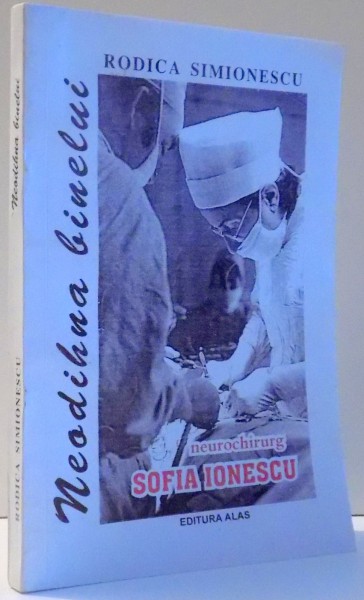 RODICA SIMIONESCU
Neodihna binelui
neurochirurg
SOFIA IONESCU
EDITURA ALAS
RODICA SIMIONESCU
Neodihna binelui